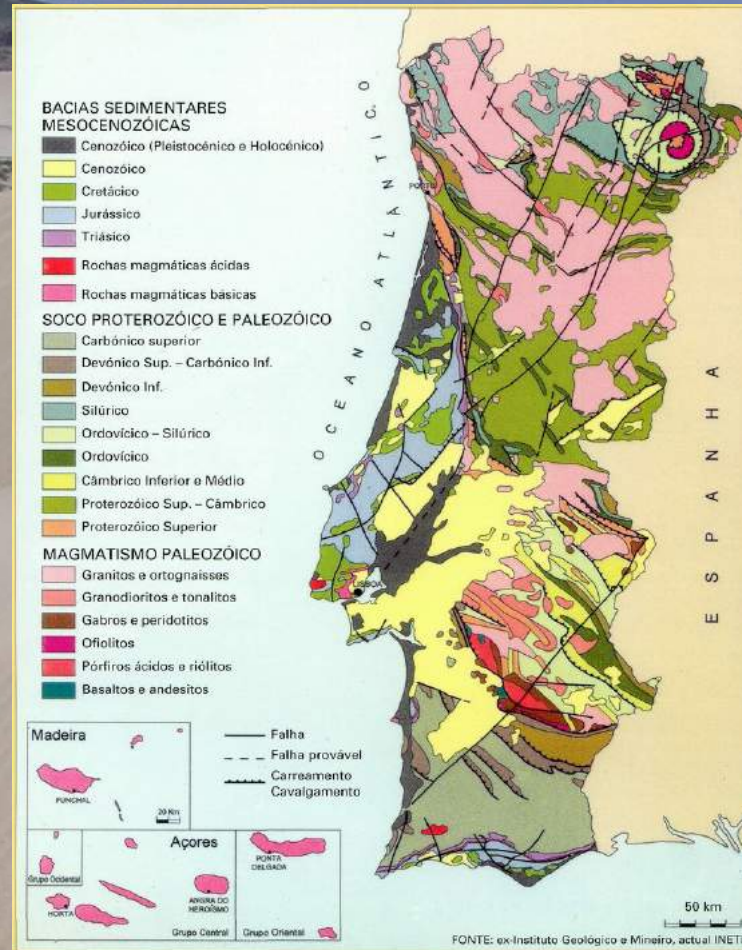 BACIAS SEDIMENTARES
MESOCENOZÓICAS
Cenozóico (Pleistocénico e Holocénico)
Cenozóico
Cretácico
Jurássico
Triásico
Rochas magmáticas ácidas
Rochas magmáticas básicas
SOCO PROTEROZÓICO E PALEOZÓICO
Carbónico superior
Devónico Sup. – Carbónico Inf.
Devónico Inf.
Silúrico
Ordovícico – Silúrico
Ordovícico
Câmbrico Inferior e Médio
Proterozóico Sup. – Câmbrico
Proterozóico Superior
MAGMATISMO PALEOZÓICO
Granitos e ortognaisses
Granodioritos e tonalitos
Gabros e peridotitos
Ofiolitos
Pórfiros ácidos e riólitos
Basaltos e andesitos
OCEANO ATLÂNTICO
PORTO
LISBOA
ESPANHA
Falha
Falha provável
Carreamento
Cavalgamento
Madeira
FUNCHAL
20 Km
Açores
Grupo Ocidental
HORTA
ANGRA DO
HEROÍSMO
Grupo Central
PONTA
DELGADA
Grupo Oriental
50 km
FONTE: ex-Instituto Geológico e Mineiro, actual INETI